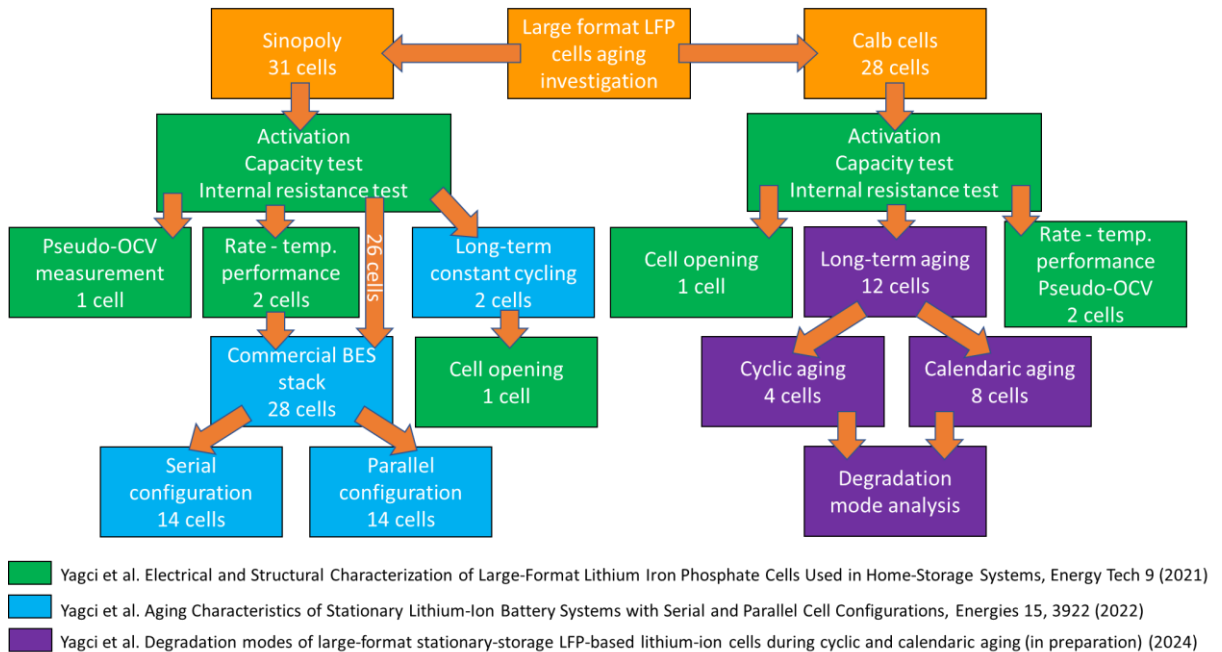 Sinopoly
31 cells
Large format LFP
cells aging
investigation
Calb cells
28 cells
Activation
Capacity test
Internal resistance test
Activation
Capacity test
Internal resistance test
Pseudo-OCV
measurement
1 cell
Rate - temp.
performance
2 cells
26 cells
Long-term
constant cycling
2 cells
Cell opening
1 cell
Long-term aging
12 cells
Rate - temp.
performance
Pseudo-OCV
2 cells
Commercial BES
stack
28 cells
Cell opening
1 cell
Cyclic aging
4 cells
Calendaric aging
8 cells
Serial
configuration
14 cells
Parallel
configuration
14 cells
Degradation
mode analysis
Yagci et al. Electrical and Structural Characterization of Large-Format Lithium Iron Phosphate Cells Used in Home-Storage Systems, Energy Tech 9 (2021)
Yagci et al. Aging Characteristics of Stationary Lithium-Ion Battery Systems with Serial and Parallel Cell Configurations, Energies 15, 3922 (2022)
Yagci et al. Degradation modes of large-format stationary-storage LFP-based lithium-ion cells during cyclic and calendaric aging (in preparation) (2024)